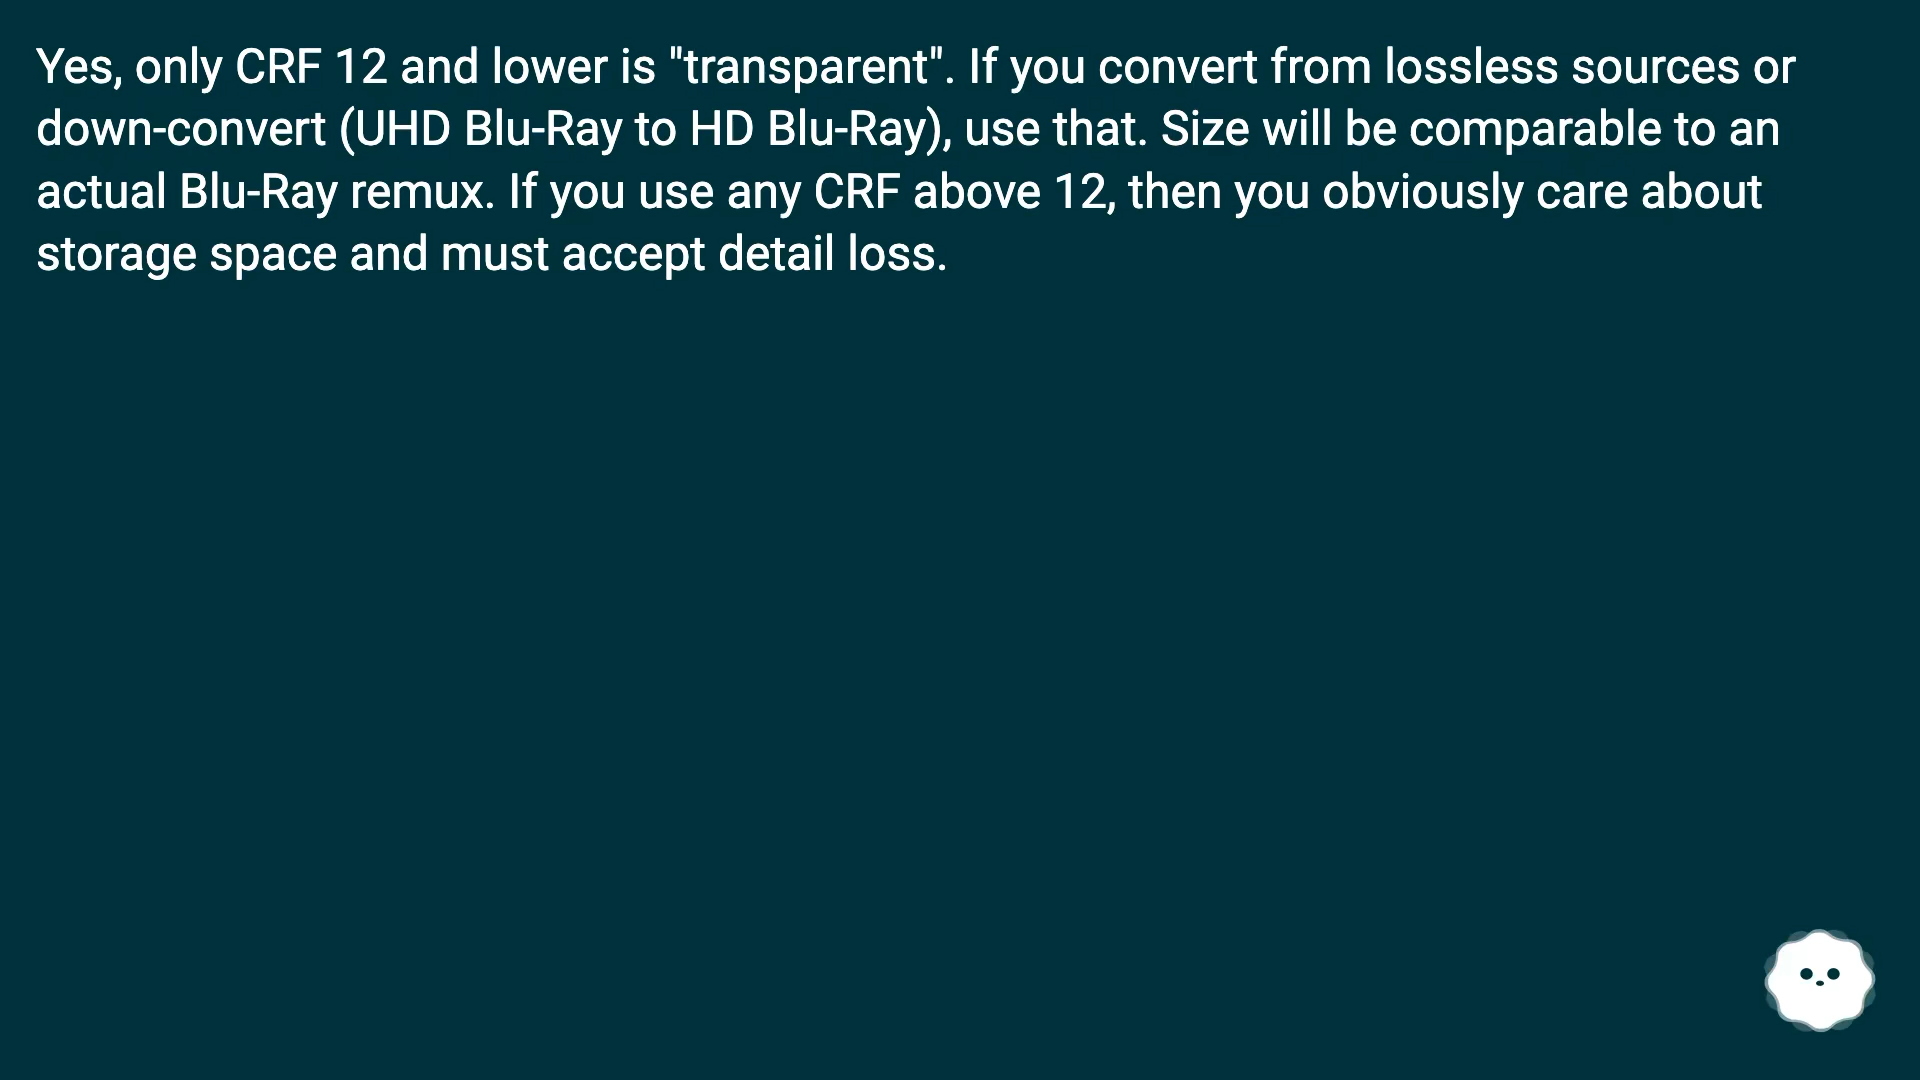 Yes, only CRF 12 and lower is "transparent". If you convert from lossless sources or
down-convert (UHD Blu-Ray to HD Blu-Ray), use that. Size will be comparable to an
actual Blu-Ray remux. If you use any CRF above 12, then you obviously care about
storage space and must accept detail loss.